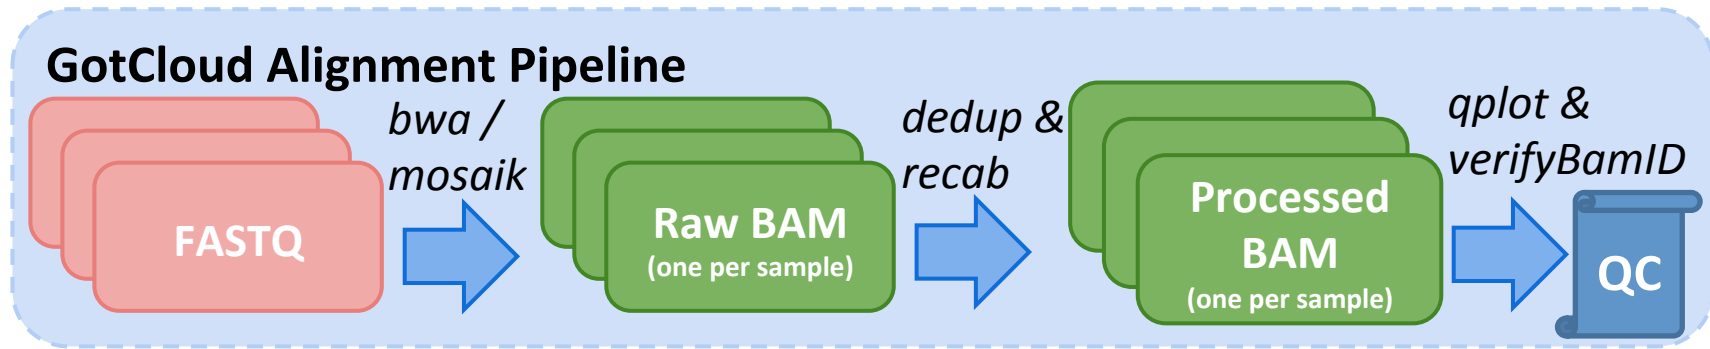 GotCloud Alignment Pipeline
FASTQ
bwa /
mosaik
Raw BAM
(one per sample)
dedup &
recab
Processed
BAM
(one per sample)
qplot &
verifyBamID
QC